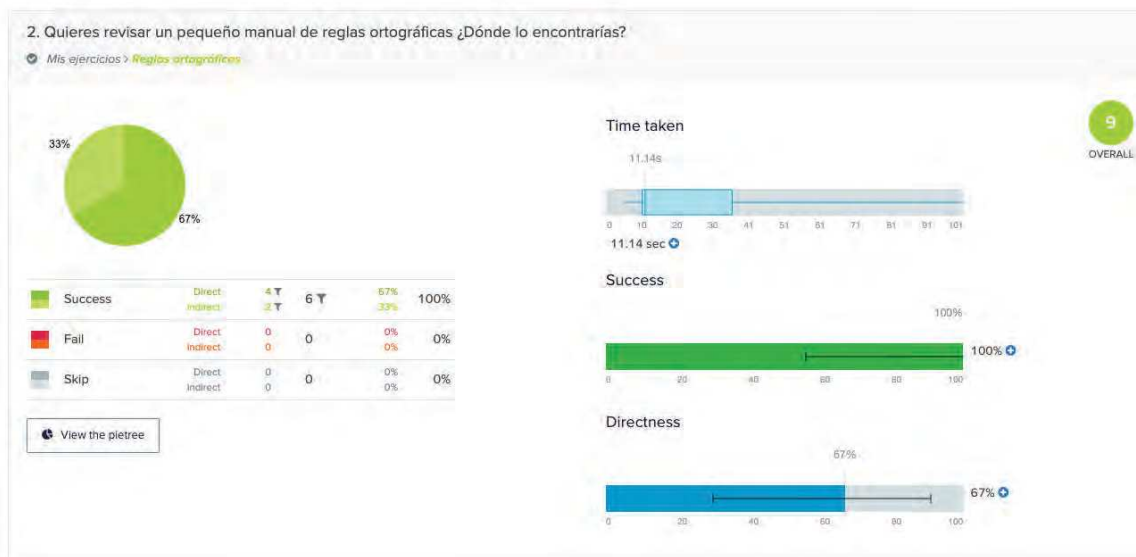 2. Quieres revisar un pequeño manual de reglas ortográficas ¿Dónde lo encontrarías?
Mis ejercicios > Reglas ortográficas
33%
67%
Success Direct 4 6 67% 100%
Indirect 2 33%
Fail Direct 0 0 0% 0%
Indirect 0 0%
Skip Direct 0 0 0% 0%
Indirect 0 0%
View the pietree
Time taken
11.14s
0 10 20 30 41 51 61 71 81 91 101
11.14 sec
Success
100%
100%
0 20 40 60 80 100
Directness
67%
67%
0 20 40 60 80 100
9
OVERALL